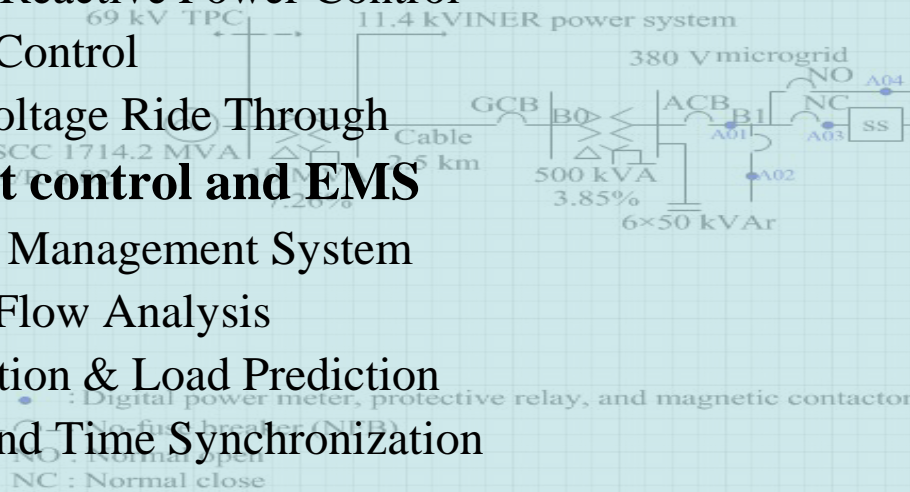 Reactive Power Control
69 kV TPC 11.4 kVINER power system
Control
380 V microgrid
NO A04
oltage Ride Through
GCB B0 ACB B1 NC
A01 A03 ss
Cable
SCC 1714.2 MVA
2.5 km
t control and EMS
500 kVA A02
3.85%
6×50 kVAr
Management System
Flow Analysis
tion & Load Prediction
: Digital power meter, protective relay, and magnetic contactor
: No-fuse breaker (NFB)
nd Time Synchronization
NO : Normal open
NC : Normal close